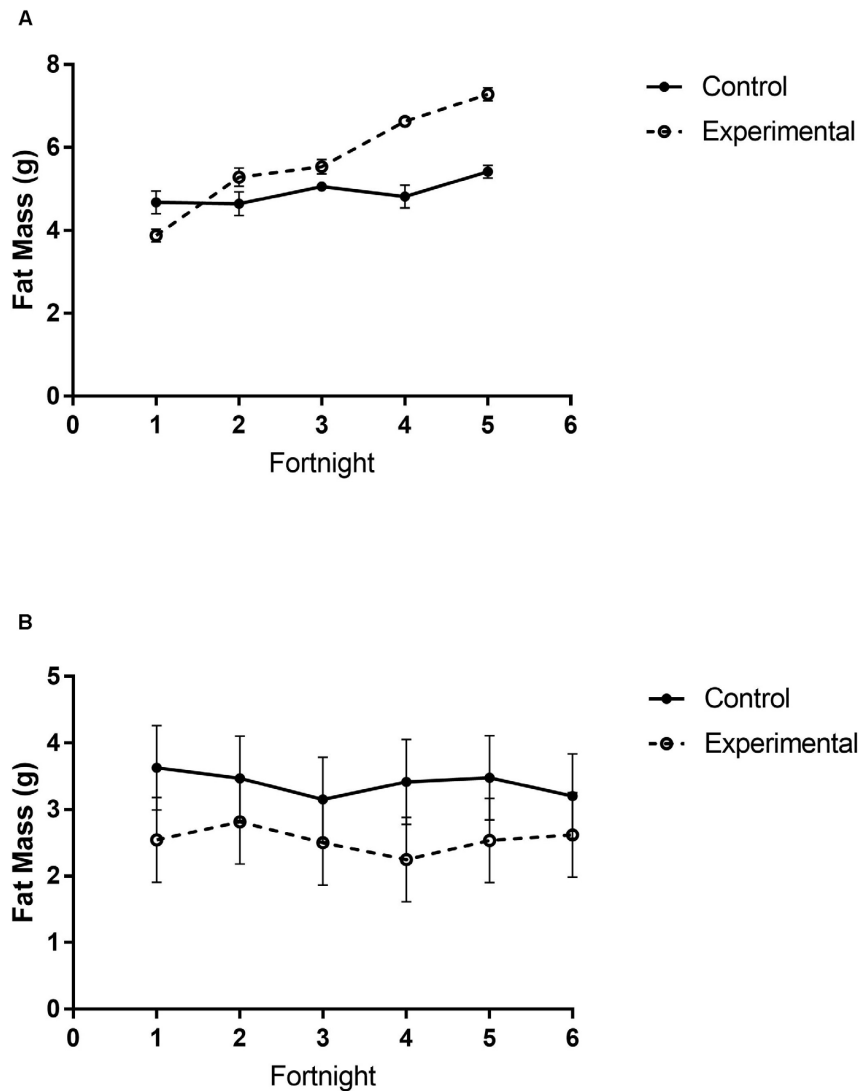 A
8
6
4
2
0
Fat Mass (g)
0 1 2 3 4 5 6
Fortnight
Control
Experimental
B
5
4
3
2
1
0
Fat Mass (g)
0 1 2 3 4 5 6
Fortnight
Control
Experimental